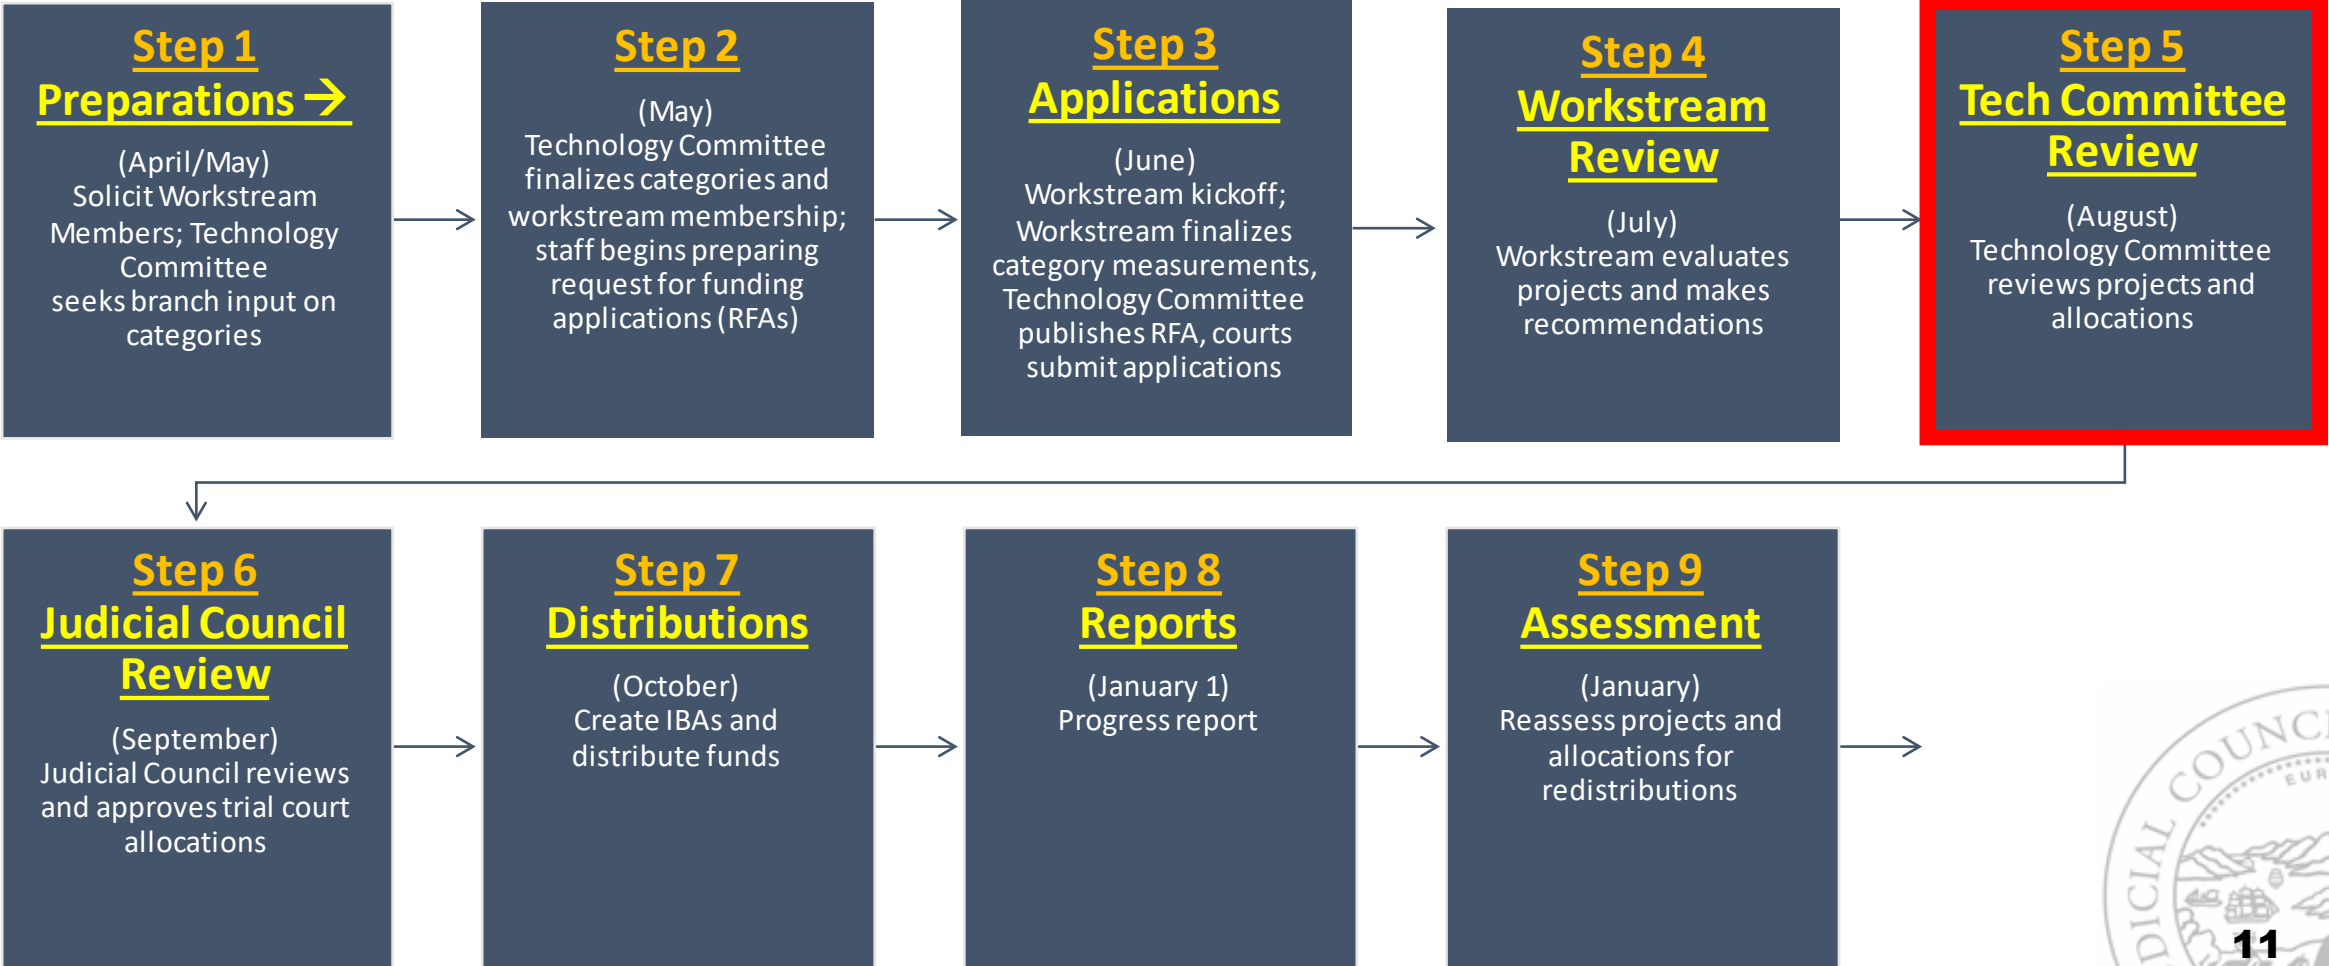 Step 1
Preparations →
(April/May)
Solicit Workstream
Members; Technology
Committee
seeks branch input on
categories
Step 2
(May)
Technology Committee
finalizes categories and
workstream membership;
staff begins preparing
request for funding
applications (RFAs)
Step 3
Applications
(June)
Workstream kickoff;
Workstream finalizes
category measurements,
Technology Committee
publishes RFA, courts
submit applications
Step 4
Workstream
Review
(July)
Workstream evaluates
projects and makes
recommendations
Step 5
Tech Committee
Review
(August)
Technology Committee
reviews projects and
allocations
Step 6
Judicial Council
Review
(September)
Judicial Council reviews
and approves trial court
allocations
Step 7
Distributions
(October)
Create IBAs and
distribute funds
Step 8
Reports
(January 1)
Progress report
Step 9
Assessment
(January)
Reassess projects and
allocations for
redistributions
DICIAL COUNCI
EUR
11